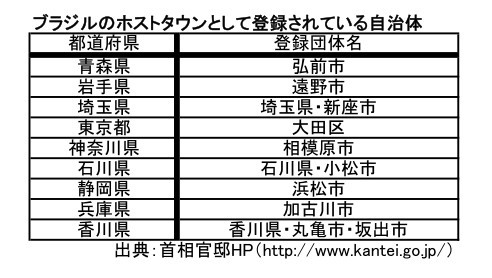 ブラジルのホストタウンとして登録されている自治体
都道府県 登録団体名
青森県 弘前市
岩手県 遠野市
埼玉県 埼玉県・新座市
東京都 大田区
神奈川県 相模原市
石川県 石川県・小松市
静岡県 浜松市
兵庫県 加古川市
香川県 香川県・丸亀市・坂出市
出典：首相官邸HP（http://www.kantei.go.jp/）